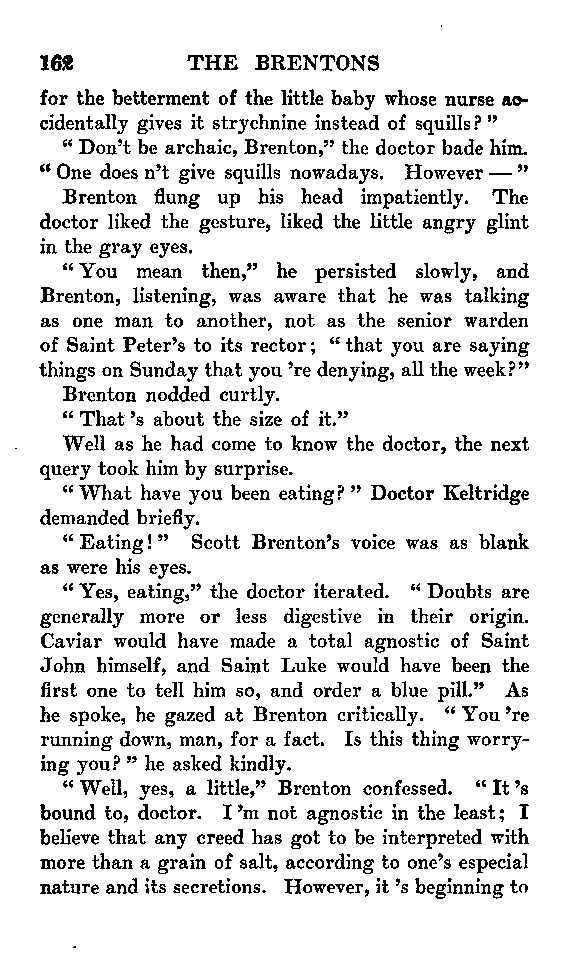 162 THE BRENTONS
for the betterment of the little baby whose nurse ac-
cidentally gives it strychnine instead of squills?"
"Don't be archaic, Brenton," the doctor bade him.
"One does n't give squills nowadays. However — "
Brenton flung up his head impatiently. The
doctor liked the gesture, liked the little angry glint
in the gray eyes.
"You mean then," he persisted slowly, and
Brenton, listening, was aware that he was talking
as one man to another, not as the senior warden
of Saint Peter's to its rector; "that you are saying
things on Sunday that you 're denying, all the week?"
Brenton nodded curtly.
"That 's about the size of it."
Well as he had come to know the doctor, the next
query took him by surprise.
"What have you been eating?" Doctor Keltridge
demanded briefly.
"Eating!" Scott Brenton's voice was as blank
as were his eyes.
"Yes, eating," the doctor iterated. "Doubts are
generally more or less digestive in their origin.
Caviar would have made a total agnostic of Saint
John himself, and Saint Luke would have been the
first one to tell him so, and order a blue pill." As
he spoke, he gazed at Brenton critically. "You 're
running down, man, for a fact. Is this thing worry-
ing you?" he asked kindly.
"Well, yes, a little," Brenton confessed. "It 's
bound to, doctor. I 'm not agnostic in the least; I
believe that any creed has got to be interpreted with
more than a grain of salt, according to one's especial
nature and its secretions. However, it 's beginning to